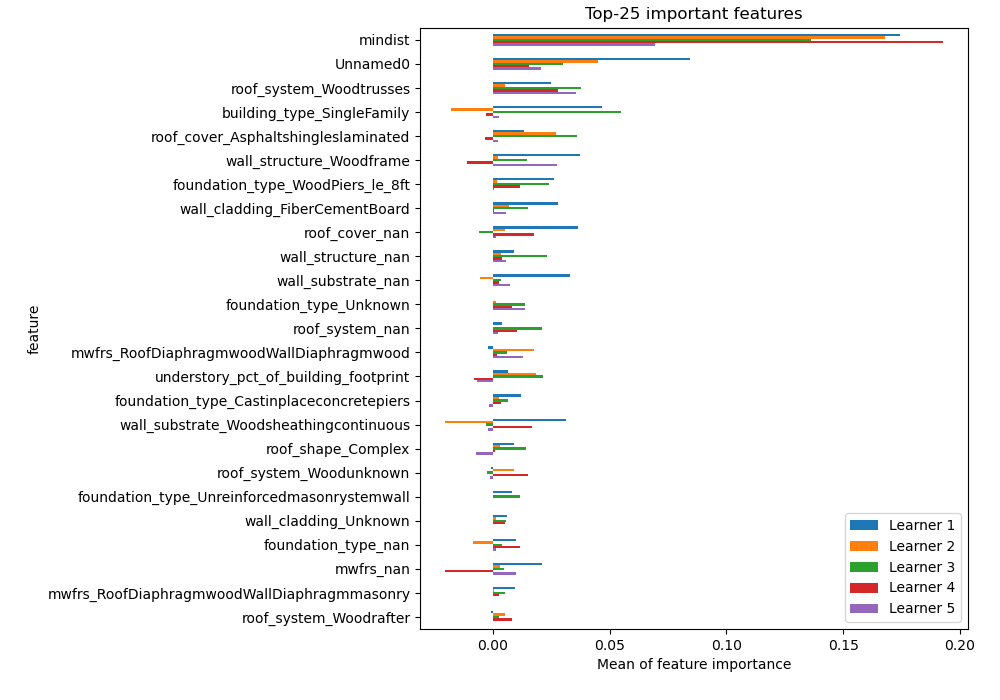 Top-25 important features
mindist
Unnamed0
roof_system_Woodtrusses
building_type_SingleFamily
roof_cover_Asphaltshingleslaminated
wall_structure_Woodframe
foundation_type_WoodPiers_le_8ft
wall_cladding_FiberCementBoard
roof_cover_nan
wall_structure_nan
wall_substrate_nan
foundation_type_Unknown
roof_system_nan
mwfrs_RoofDiaphragmwoodWallDiaphragmwood
understory_pct_of_building_footprint
foundation_type_Castinplaceconcretepiers
wall_substrate_Woodsheathingcontinuous
roof_shape_Complex
roof_system_Woodunknown
foundation_type_Unreinforcedmasonrystemwall
wall_cladding_Unknown
foundation_type_nan
mwfrs_nan
mwfrs_RoofDiaphragmwoodWallDiaphragmmasonry
roof_system_Woodrafter
feature
Learner 1
Learner 2
Learner 3
Learner 4
Learner 5
0.00 0.05 0.10 0.15 0.20
Mean of feature importance